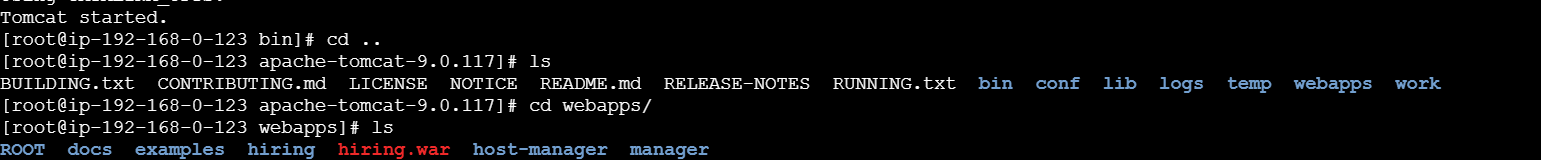 Tomcat started.
[root@ip-192-168-0-123 bin]# cd ..
[root@ip-192-168-0-123 apache-tomcat-9.0.117]# ls
BUILDING.txt  CONTRIBUTING.md  LICENSE  NOTICE  README.md  RELEASE-NOTES  RUNNING.txt  bin  conf  lib  logs  temp  webapps  work
[root@ip-192-168-0-123 apache-tomcat-9.0.117]# cd webapps/
[root@ip-192-168-0-123 webapps]# ls
ROOT  docs  examples  hiring  hiring.war  host-manager  manager